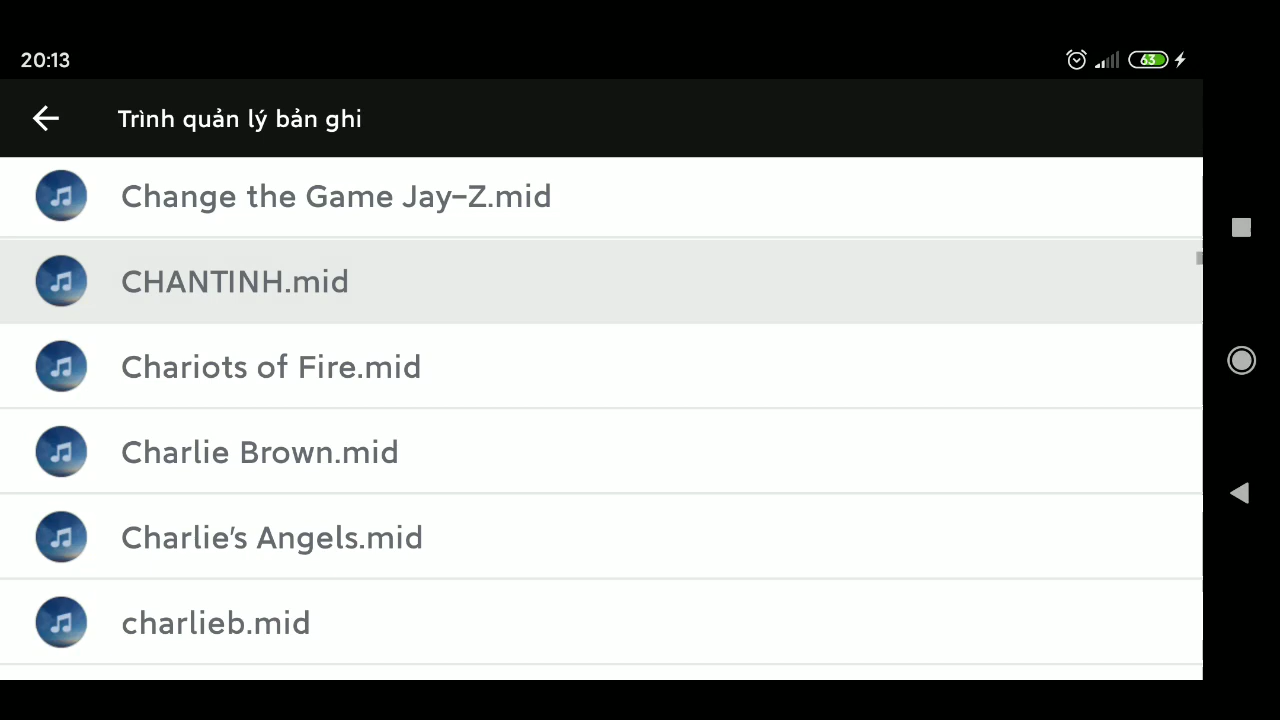 20:13
63
Trình quản lý bản ghi
Change the Game Jay-Z.mid
CHANTINH.mid
Chariots of Fire.mid
Charlie Brown.mid
Charlie's Angels.mid
charlieb.mid